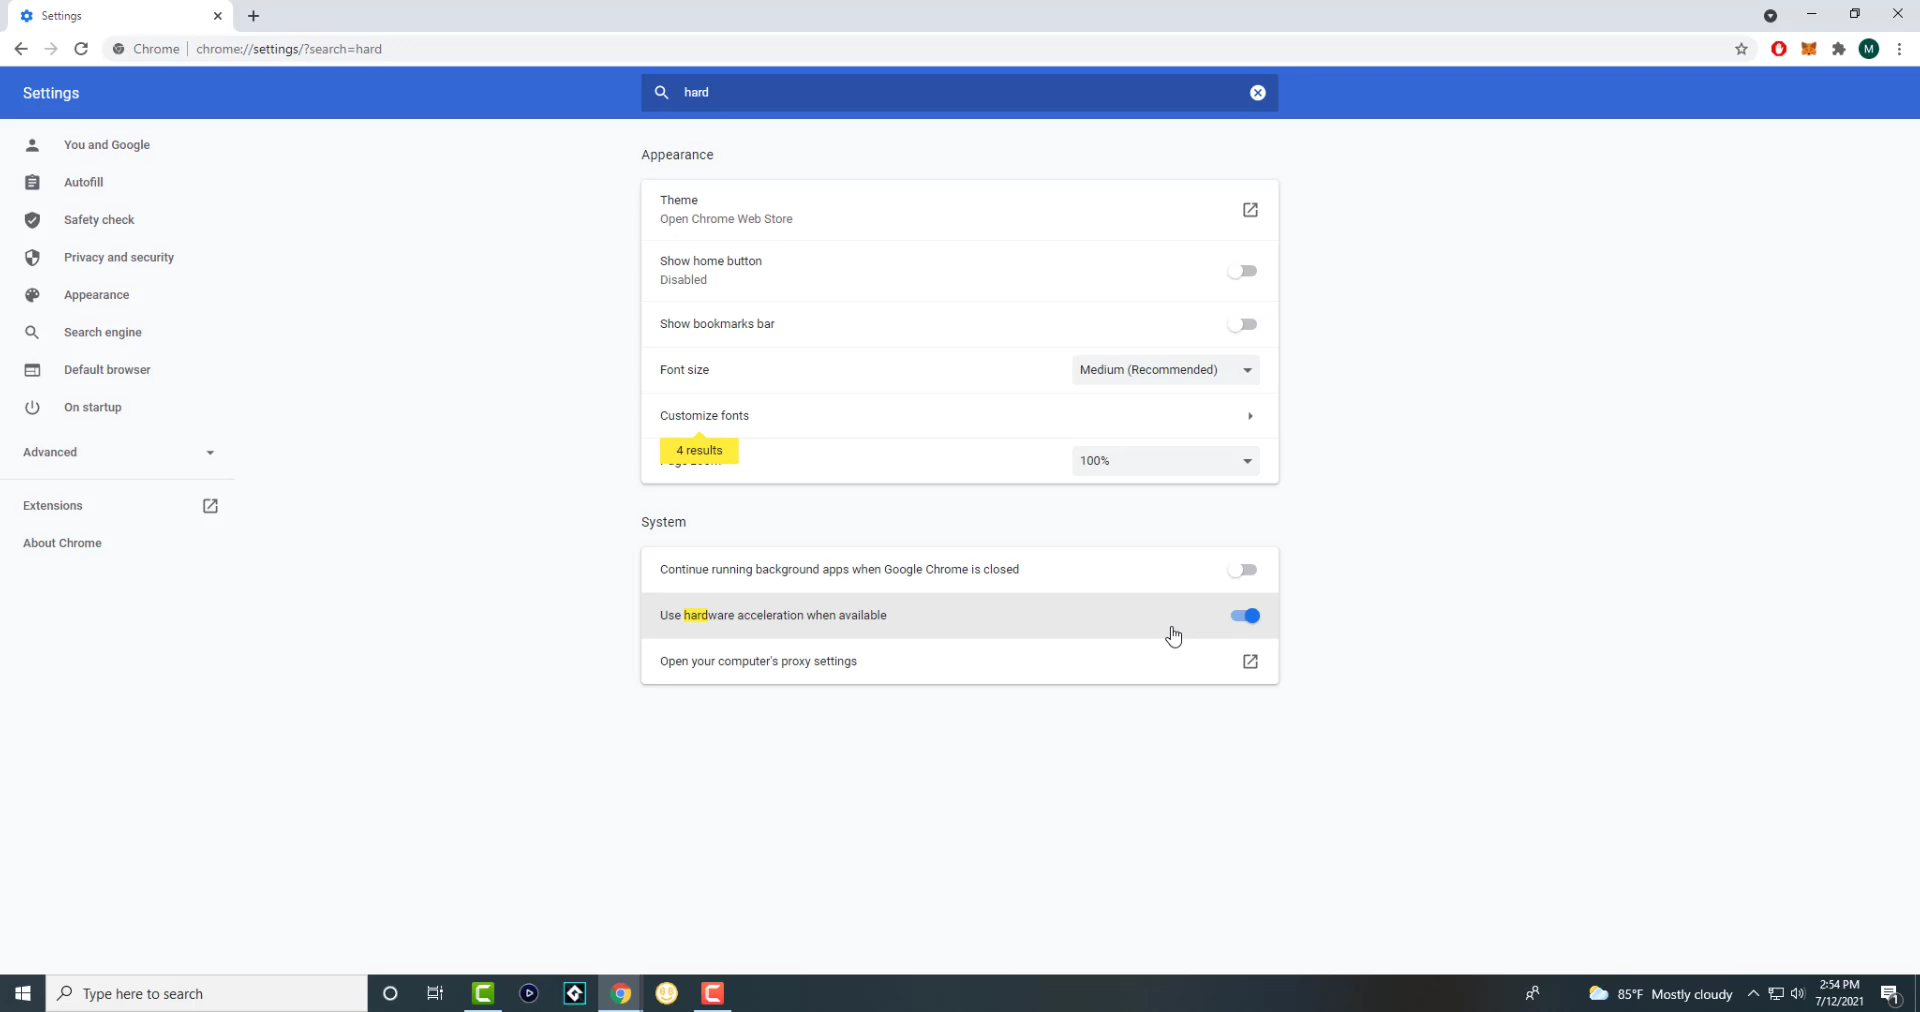 Settings
Chrome
chrome://settings/?search=hard
M
Settings
hard
You and Google
Autofill
Safety check
Privacy and security
Appearance
Search engine
Default browser
On startup
Advanced
Extensions
About Chrome
Appearance
Theme
Open Chrome Web Store
Show home button
Disabled
Show bookmarks bar
Font size
Medium (Recommended)
Customize fonts
4 results
100%
System
Continue running background apps when Google Chrome is closed
Use hardware acceleration when available
Open your computer's proxy settings
Type here to search
85°F Mostly cloudy
2:54 PM
7/12/2021
1